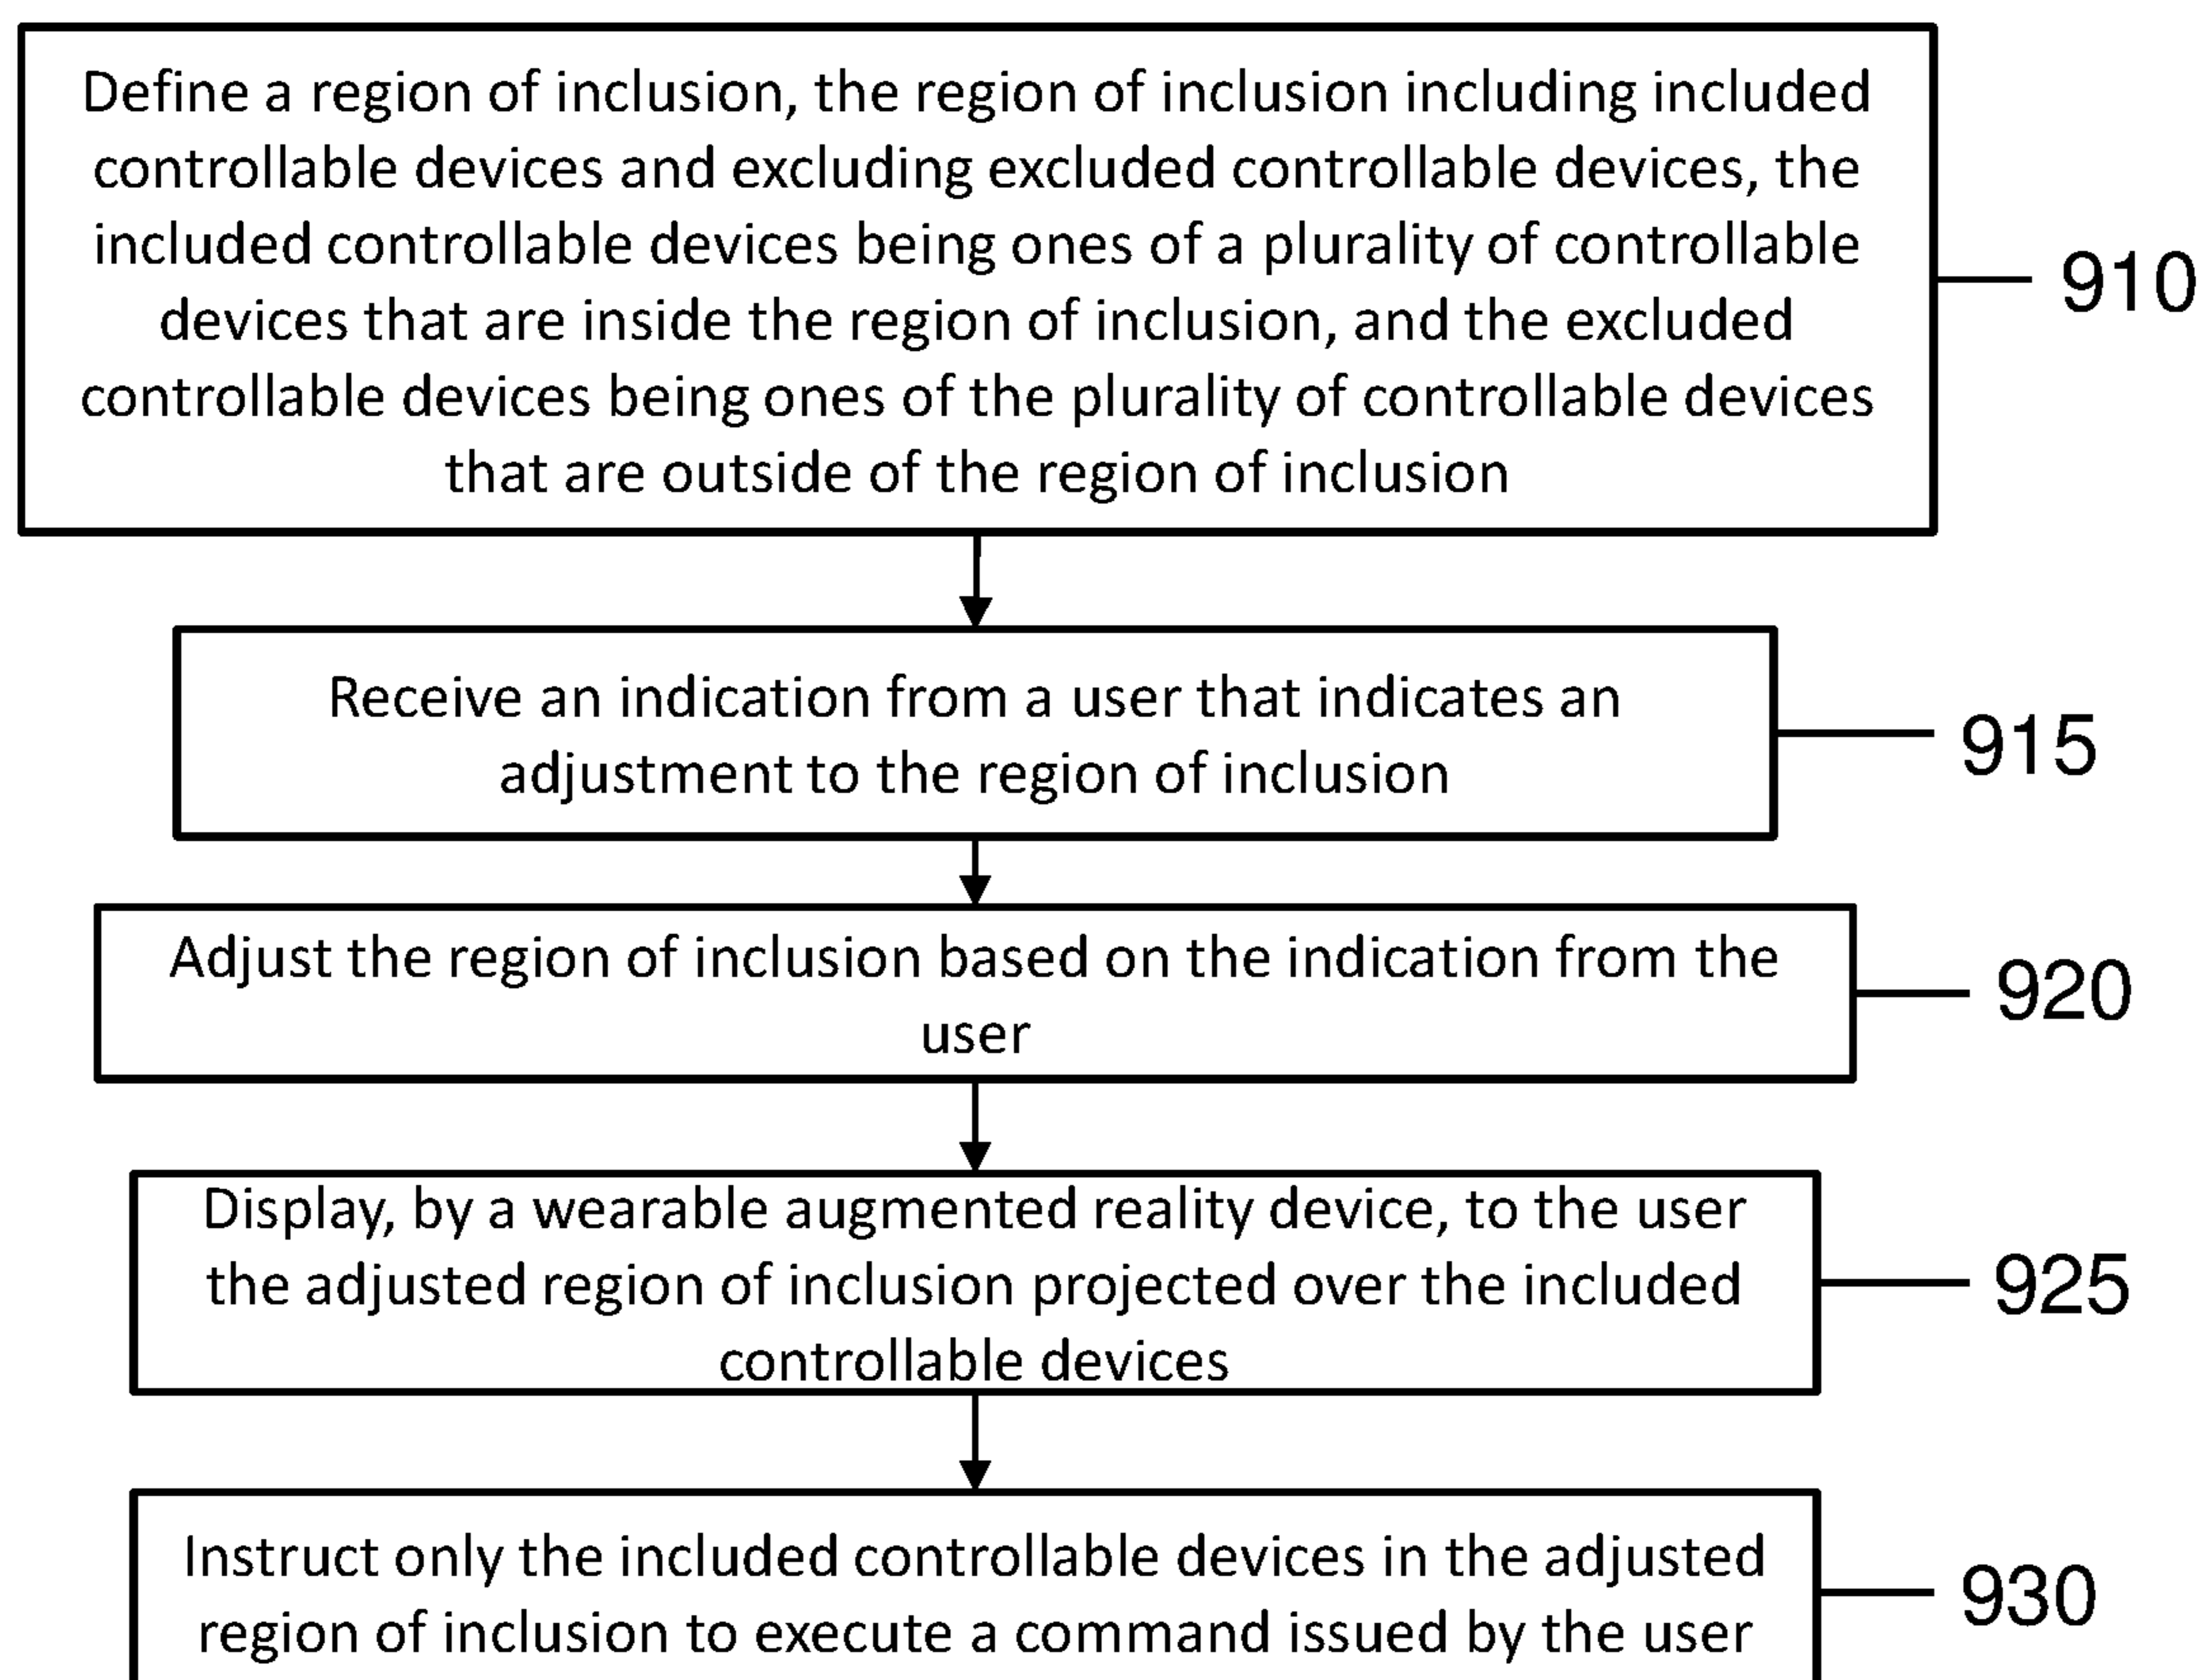 Define a region of inclusion, the region of inclusion including included
controllable devices and excluding excluded controllable devices, the
included controllable devices being ones of a plurality of controllable
devices that are inside the region of inclusion, and the excluded
controllable devices being ones of the plurality of controllable devices
that are outside of the region of inclusion
910
Receive an indication from a user that indicates an
adjustment to the region of inclusion
915
Adjust the region of inclusion based on the indication from the
user
920
Display, by a wearable augmented reality device, to the user
the adjusted region of inclusion projected over the included
controllable devices
925
Instruct only the included controllable devices in the adjusted
region of inclusion to execute a command issued by the user
930